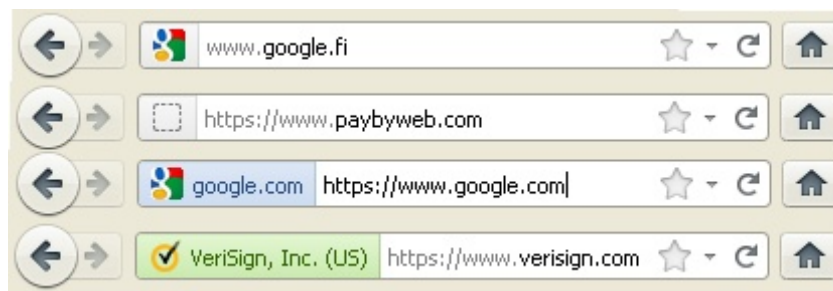 www.google.fi
https://www.paybyweb.com
google.com https://www.google.com
VeriSign, Inc. (US) https://www.verisign.com